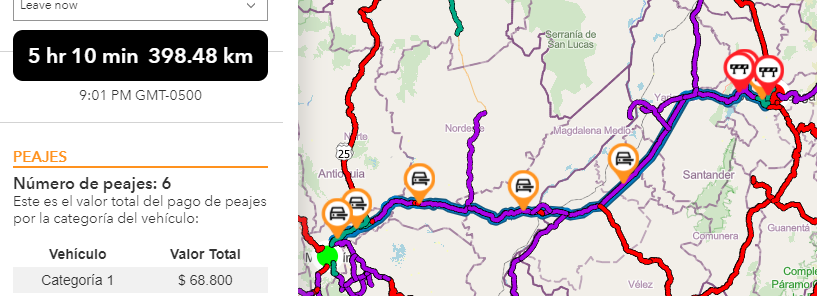 Leave now
5 hr 10 min 398.48 km
9:01 PM GMT-0500
PEAJES
Número de peajes: 6
Este es el valor total del pago de peajes
por la categoría del vehículo:
Vehículo Valor Total
Categoría 1 $ 68.800
Serranía de
San Lucas
Norte
25
Antioquia
Nordeste
Magdalena Medio
Santander
Comunera
Guanentá
Vélez
Complejo
Páramo